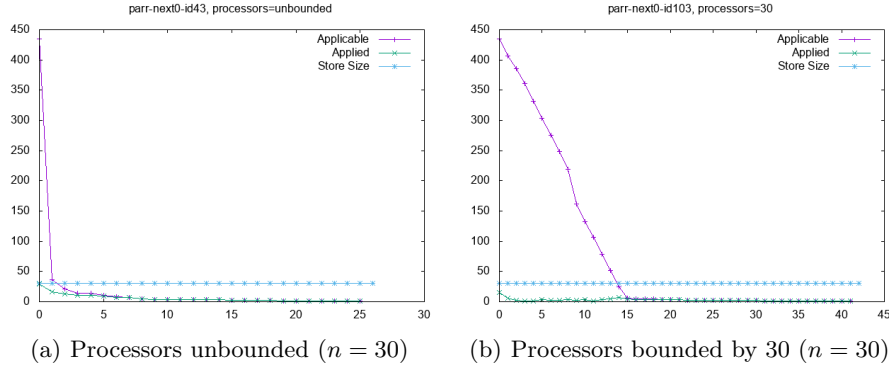 parr-next0-id43, processors=unbounded
450
400
350
300
250
200
150
100
50
0
Applicable
Applied
Store Size
0 5 10 15 20 25 30
(a) Processors unbounded (n = 30)
parr-next0-id103, processors=30
450
400
350
300
250
200
150
100
50
0
Applicable
Applied
Store Size
0 5 10 15 20 25 30 35 40 45
(b) Processors bounded by 30 (n = 30)